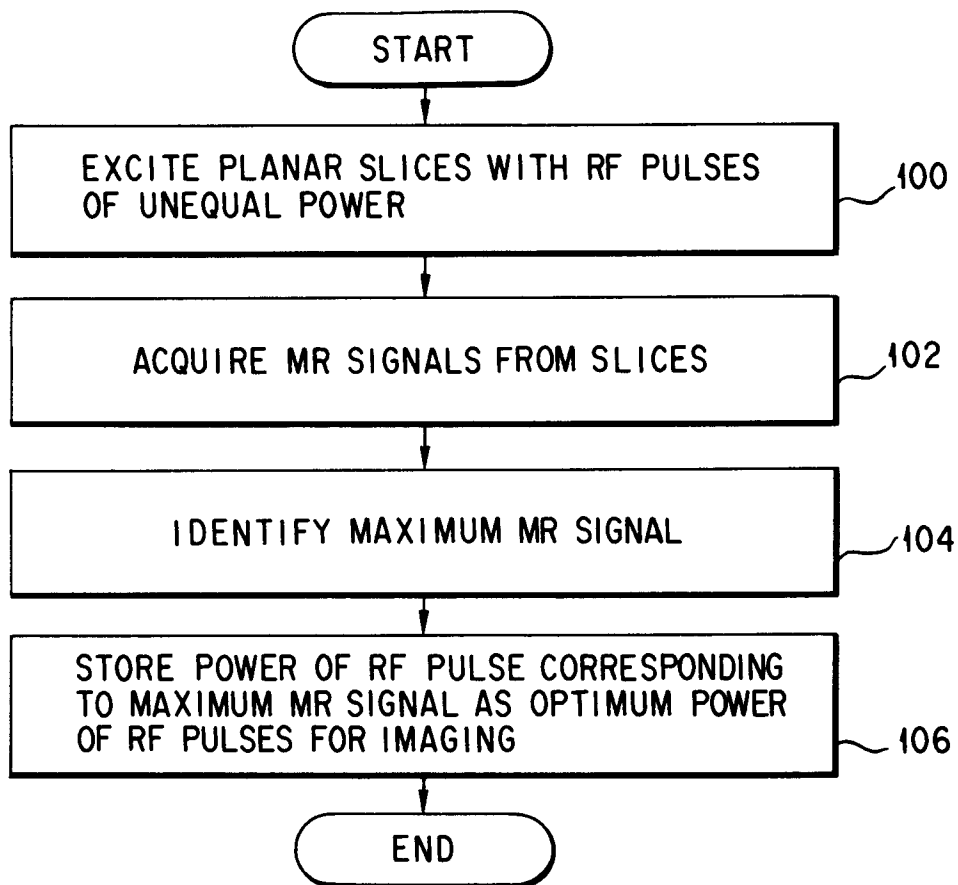 START
EXCITE PLANAR SLICES WITH RF PULSES
OF UNEQUAL POWER
100
ACQUIRE MR SIGNALS FROM SLICES
102
IDENTIFY MAXIMUM MR SIGNAL
104
STORE POWER OF RF PULSE CORRESPONDING
TO MAXIMUM MR SIGNAL AS OPTIMUM POWER
OF RF PULSES FOR IMAGING
106
END